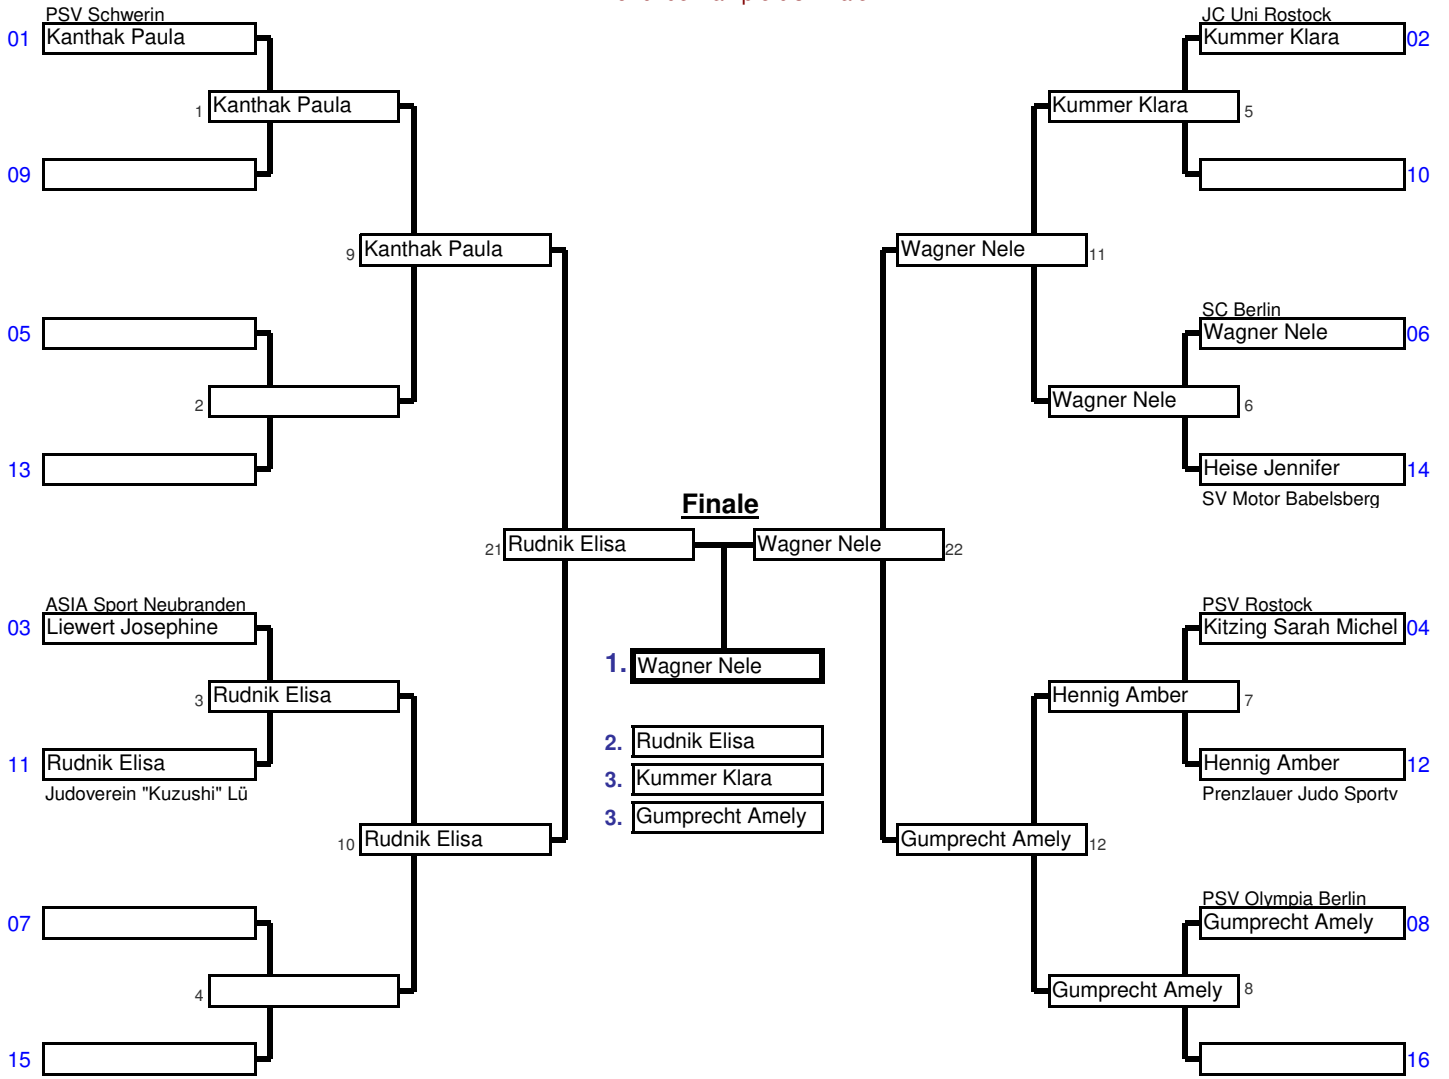 PSV Schwerin
01 Kanthak Paula
1 Kanthak Paula
09
9 Kanthak Paula
05
2
13
21 Rudnik Elisa
ASIA Sport Neubranden
03 Liewert Josephine
3 Rudnik Elisa
11 Rudnik Elisa
Judoverein "Kuzushi" Lü
10 Rudnik Elisa
07
4
15
Finale
1. Wagner Nele
2. Rudnik Elisa
3. Kummer Klara
3. Gumprecht Amely
JC Uni Rostock
Kummer Klara 02
Kummer Klara 5
10
Wagner Nele 11
SC Berlin
Wagner Nele 06
Wagner Nele 6
Heise Jennifer 14
SV Motor Babelsberg
Wagner Nele 22
PSV Rostock
Kitzing Sarah Michel 04
Hennig Amber 7
Hennig Amber 12
Prenzlauer Judo Sportv
Gumprecht Amely 12
PSV Olympia Berlin
Gumprecht Amely 08
Gumprecht Amely 8
16